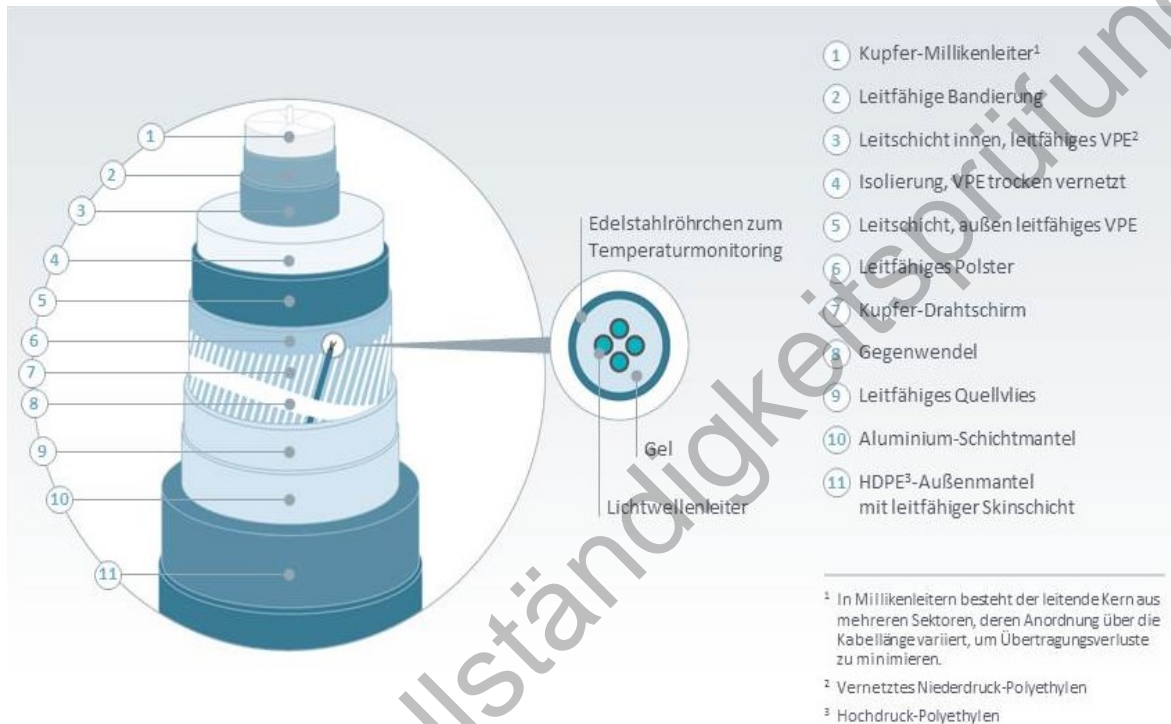 1 Kupfer-Millikenleiter¹
2 Leitfähige Bandierung
3 Leitschicht innen, leitfähiges VPE²
4 Isolierung, VPE trocken vernetzt
5 Leitschicht, außen leitfähiges VPE
6 Leitfähiges Polster
7 Kupfer-Drahtschirm
8 Gegenwendel
9 Leitfähiges Quellvlies
10 Aluminium-Schichtmantel
11 HDPE³-Außenmantel
mit leitfähiger Skinschicht
1
2
3
4
5
6
7
8
9
10
11
Edelstahlröhrchen zum
Temperaturmonitoring
Gel
Lichtwellenleiter
¹ In Millikenleitern besteht der leitende Kern aus
mehreren Sektoren, deren Anordnung über die
Kabellänge variiert, um Übertragungsverluste
zu minimieren.
² Vernetztes Niederdruck-Polyethylen
³ Hochdruck-Polyethylen
llständigkeitsprüfung